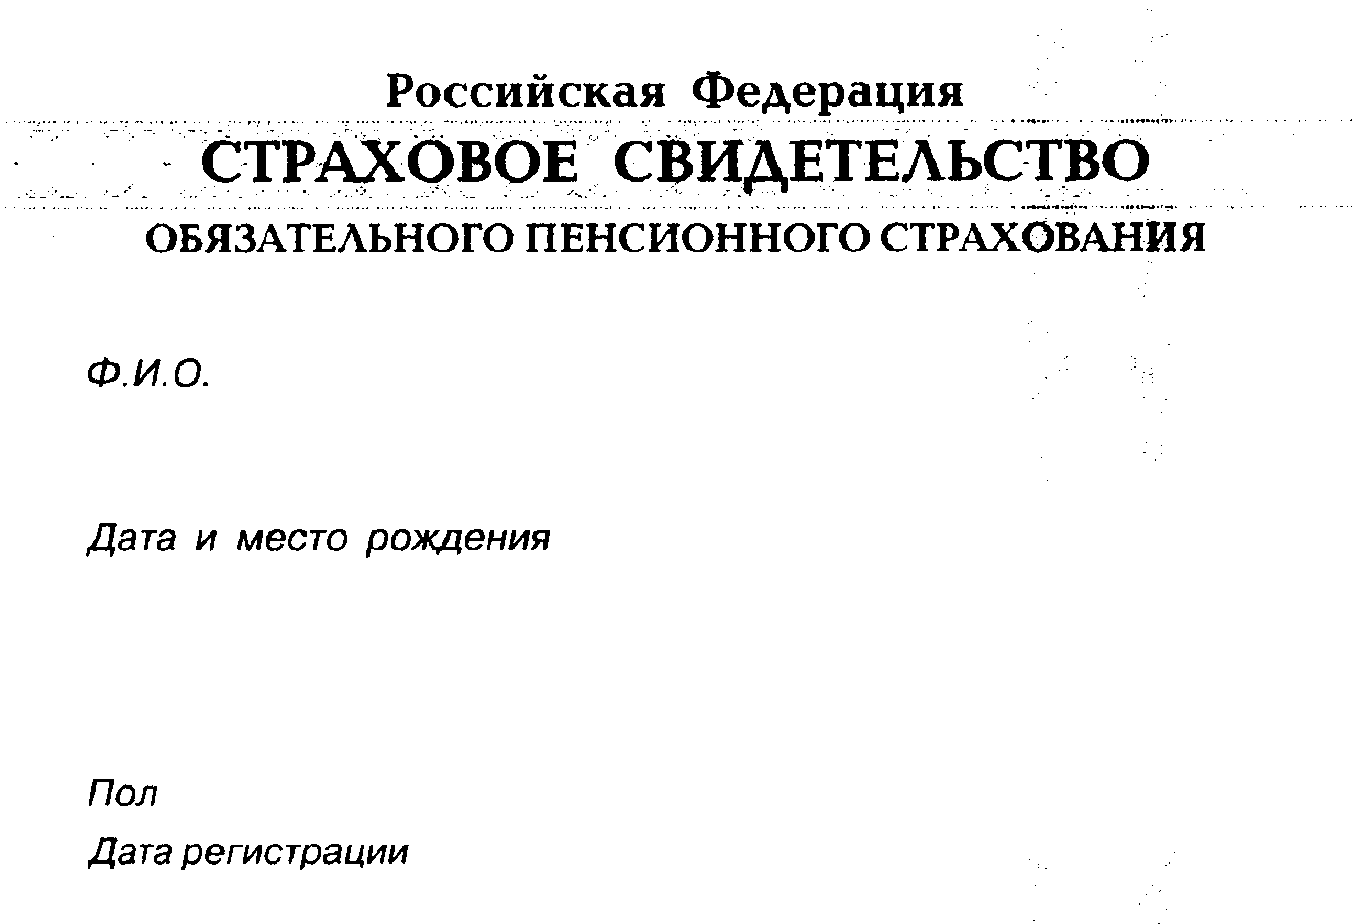 Российская Федерация
СТРАХОВОЕ СВИДЕТЕЛЬСТВО
ОБЯЗАТЕЛЬНОГО ПЕНСИОННОГО СТРАХОВАНИЯ
Ф.И.О.
Дата и место рождения
Пол
Дата регистрации